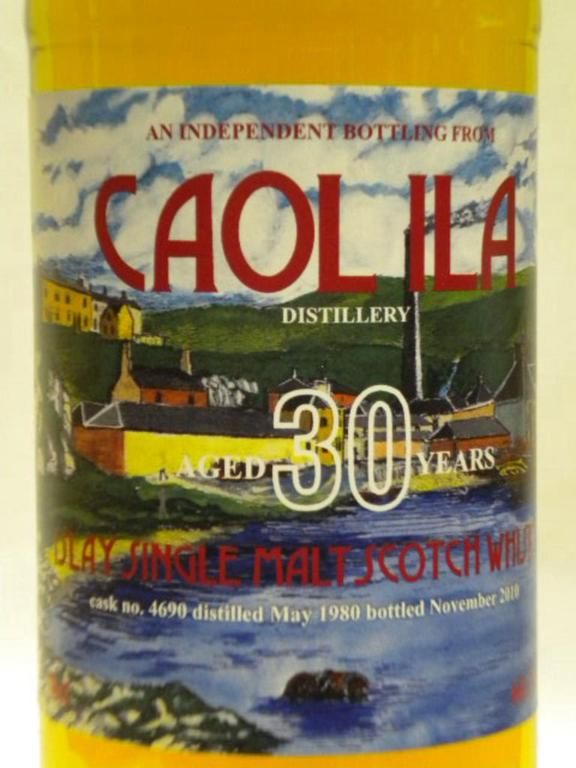 AN INDEPENDENT BOTTLING FROM
CAOL ILA
DISTILLERY
AGED 30 YEARS
ISLAY SINGLE MALT SCOTCH
cask no. 4690 distilled May 1980 bottled November 2010